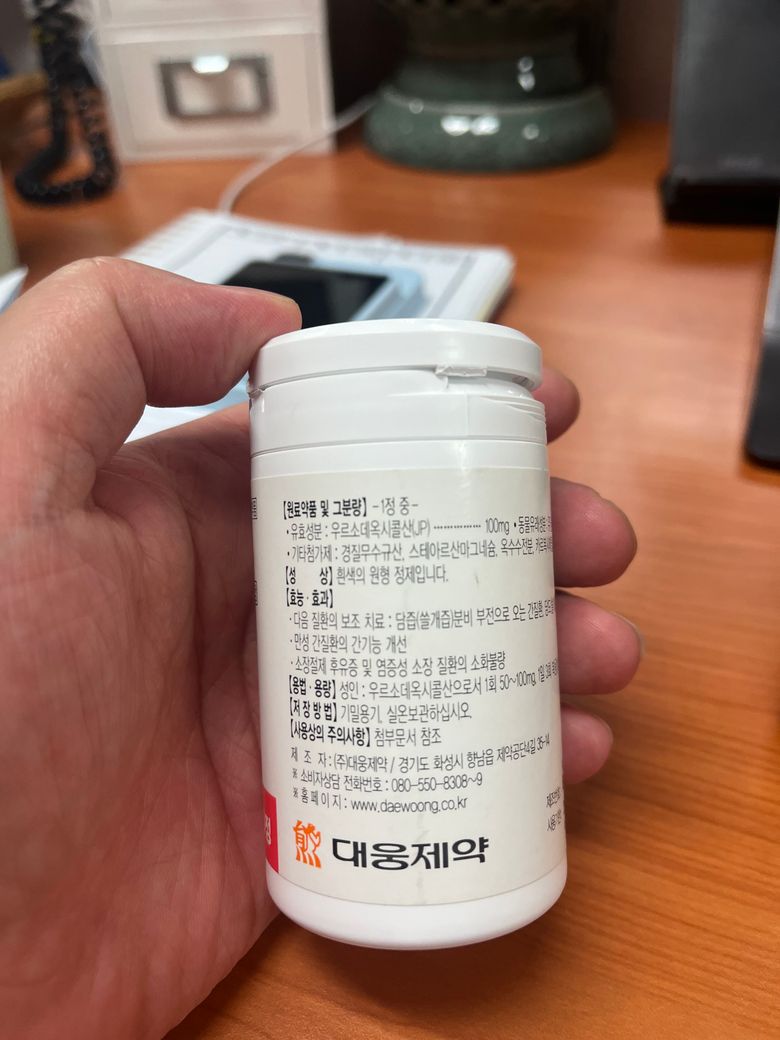 【원료약품 및 그분량】 -1정 중-
• 유효성분 : 우르소데옥시콜산(JP) ·············· 100mg • 동물유래성분
• 기타첨가제 : 경질무수규산, 스테아르산마그네슘, 옥수수전분,
【성 상】 흰색의 원형 정제입니다.
【효능·효과】
· 다음 질환의 보조 치료 : 담즙(쓸개즙)분비 부전으로 오는 간질환,
· 만성 간질환의 간기능 개선
· 소장절제 후유증 및 염증성 소장 질환의 소화불량
【용법·용량】 성인 : 우르소데옥시콜산으로서 1회 50~100mg, 1일 3회
【저장방법】 기밀용기, 실온보관하십시오
【사용상의 주의사항】 첨부문서 참조
제 조 자 : (주)대웅제약 / 경기도 화성시 향남읍 제약공단4길 35-14
※ 소비자상담 전화번호 : 080-550-8308~9
※ 홈 페 이 지 : www.daewoong.co.kr
대웅제약
정